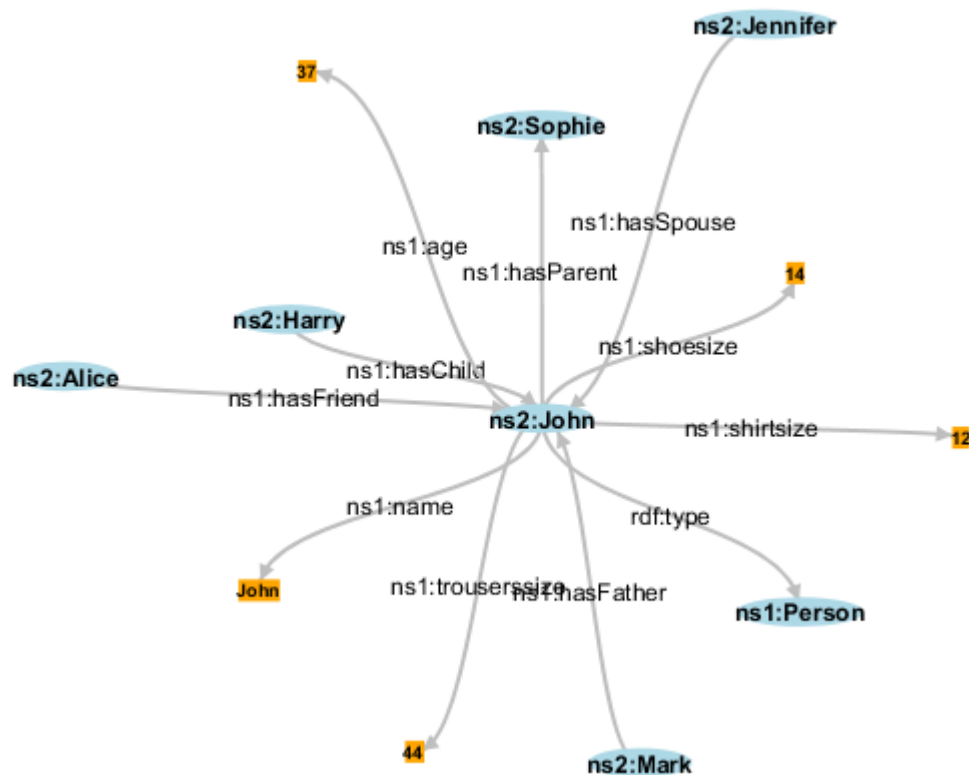 ns2:Jennifer
37
ns2:Sophie
ns1:hasSpouse
ns1:age
ns1:hasParent
14
ns2:Harry
ns1:shoesize
ns1:hasChild
ns2:Alice
ns1:hasFriend
ns2:John
ns1:shirtsize
12
ns1:name
rdf:type
John
ns1:trouserssize
ns1:hasFather
ns1:Person
44
ns2:Mark